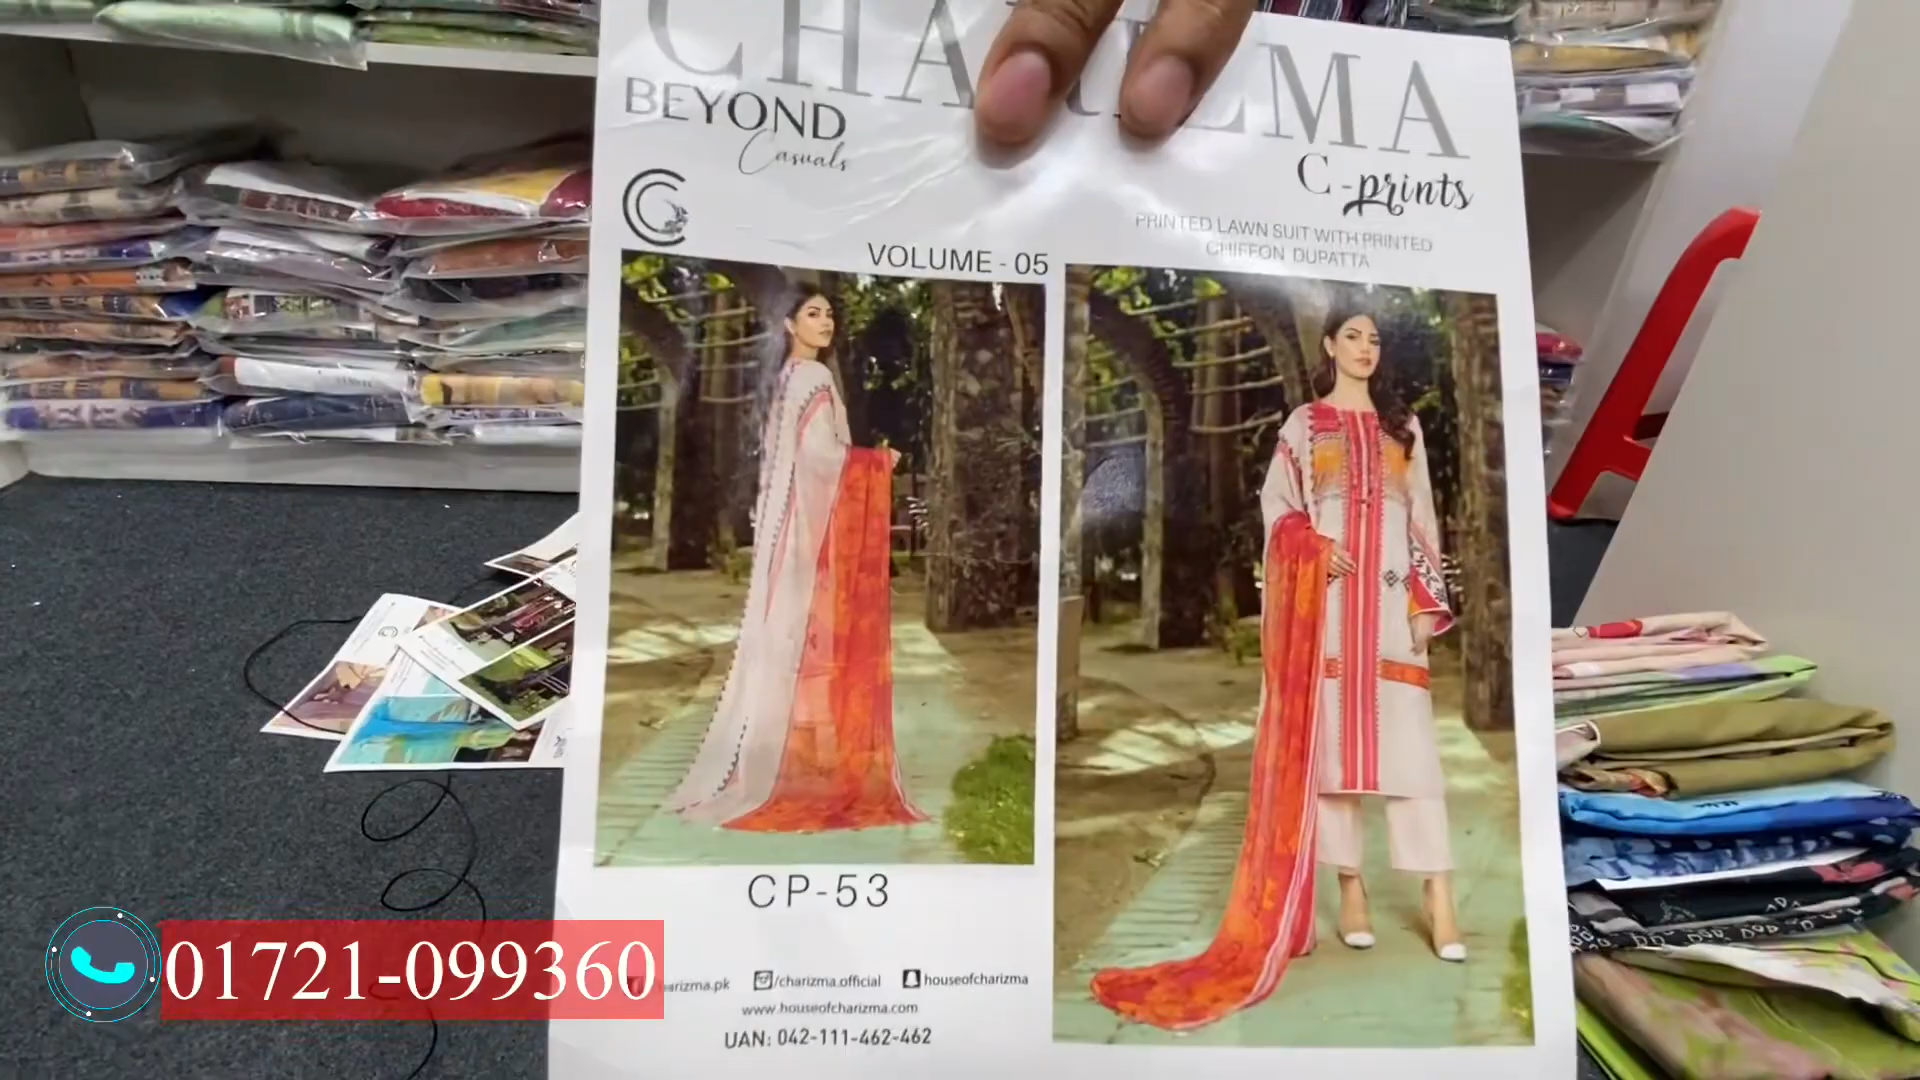 BEYOND
Casuals
C-prints
PRINTED LAWN SUIT WITH PRINTED
CHIFFON DUPATTA
VOLUME - 05
CP-53
/charizma.official
houseofcharizma
www.houseofcharizma.com
UAN: 042-111-462-462
01721-099360